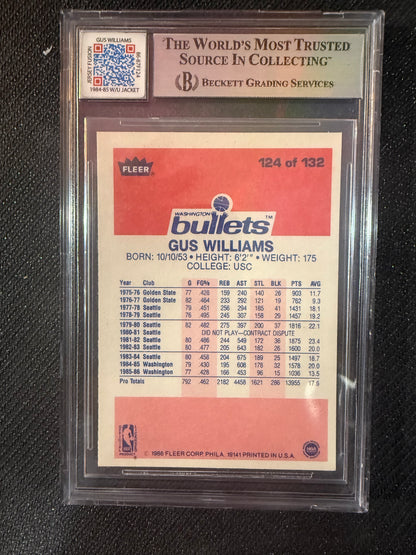 GUS WILLIAMS
JERSEY FUSION
1984-85 W/U JACKET
THE WORLD'S MOST TRUSTED
SOURCE IN COLLECTING™
B BECKETT GRADING SERVICES
FLEER
124 of 132
WASHINGTON
bullets™
GUS WILLIAMS
BORN: 10/10/53 • HEIGHT: 6'2" • WEIGHT: 175
COLLEGE: USC
Year Club G FG% REB AST STL BLK PTS AVG
1975-76 Golden State 77 .428 159 240 140 26 903 11.7
1976-77 Golden State 82 .464 233 292 121 19 762 9.3
1977-78 Seattle 79 .451 256 294 185 41 1431 18.1
1978-79 Seattle 76 .495 245 307 158 29 1457 19.2
1979-80 Seattle 82 .482 275 397 200 37 1816 22.1
1980-81 Seattle DID NOT PLAY—CONTRACT DISPUTE
1981-82 Seattle 80 .486 244 549 172 36 1875 23.4
1982-83 Seattle 80 .477 205 643 182 26 1600 20.0
1983-84 Seattle 80 .458 204 675 189 25 1497 18.7
1984-85 Washington 79 .430 195 608 178 32 1578 20.0
1985-86 Washington 77 .428 166 453 96 15 1036 13.5
Pro Totals 792 .462 2182 4458 1621 286 13955 17.6
NBA
© 1986 FLEER CORP. PHILA. 19141 PRINTED IN U.S.A.